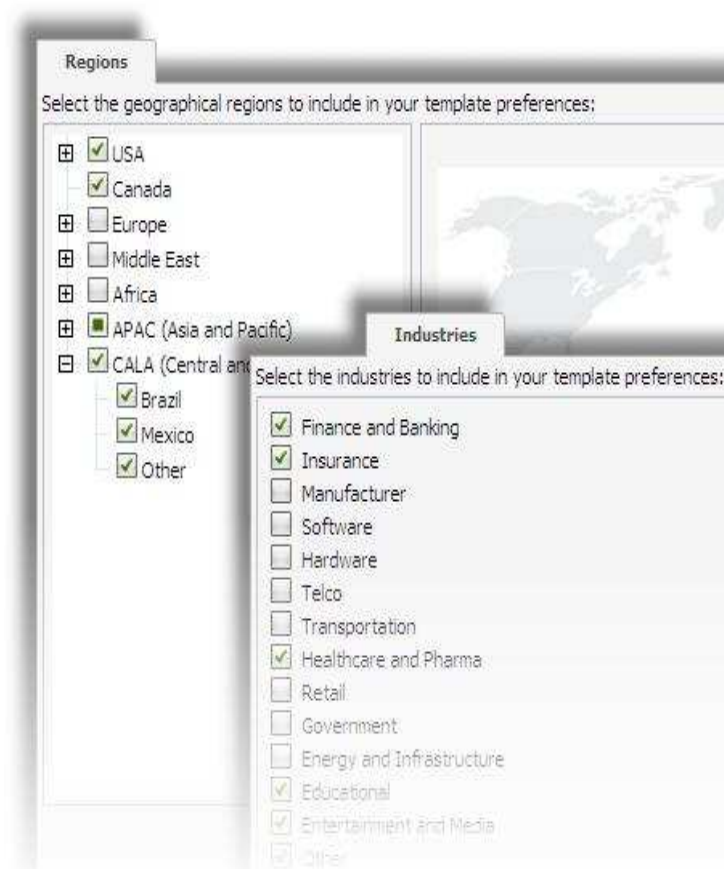 Regions
Select the geographical regions to include in your template preferences:
USA
Canada
Europe
Middle East
Africa
APAC (Asia and Pacific)
CALA (Central and
Brazil
Mexico
Other
Industries
Select the industries to include in your template preferences:
Finance and Banking
Insurance
Manufacturer
Software
Hardware
Telco
Transportation
Healthcare and Pharma
Retail
Government
Energy and Infrastructure
Educational
Entertainment and Media
Other